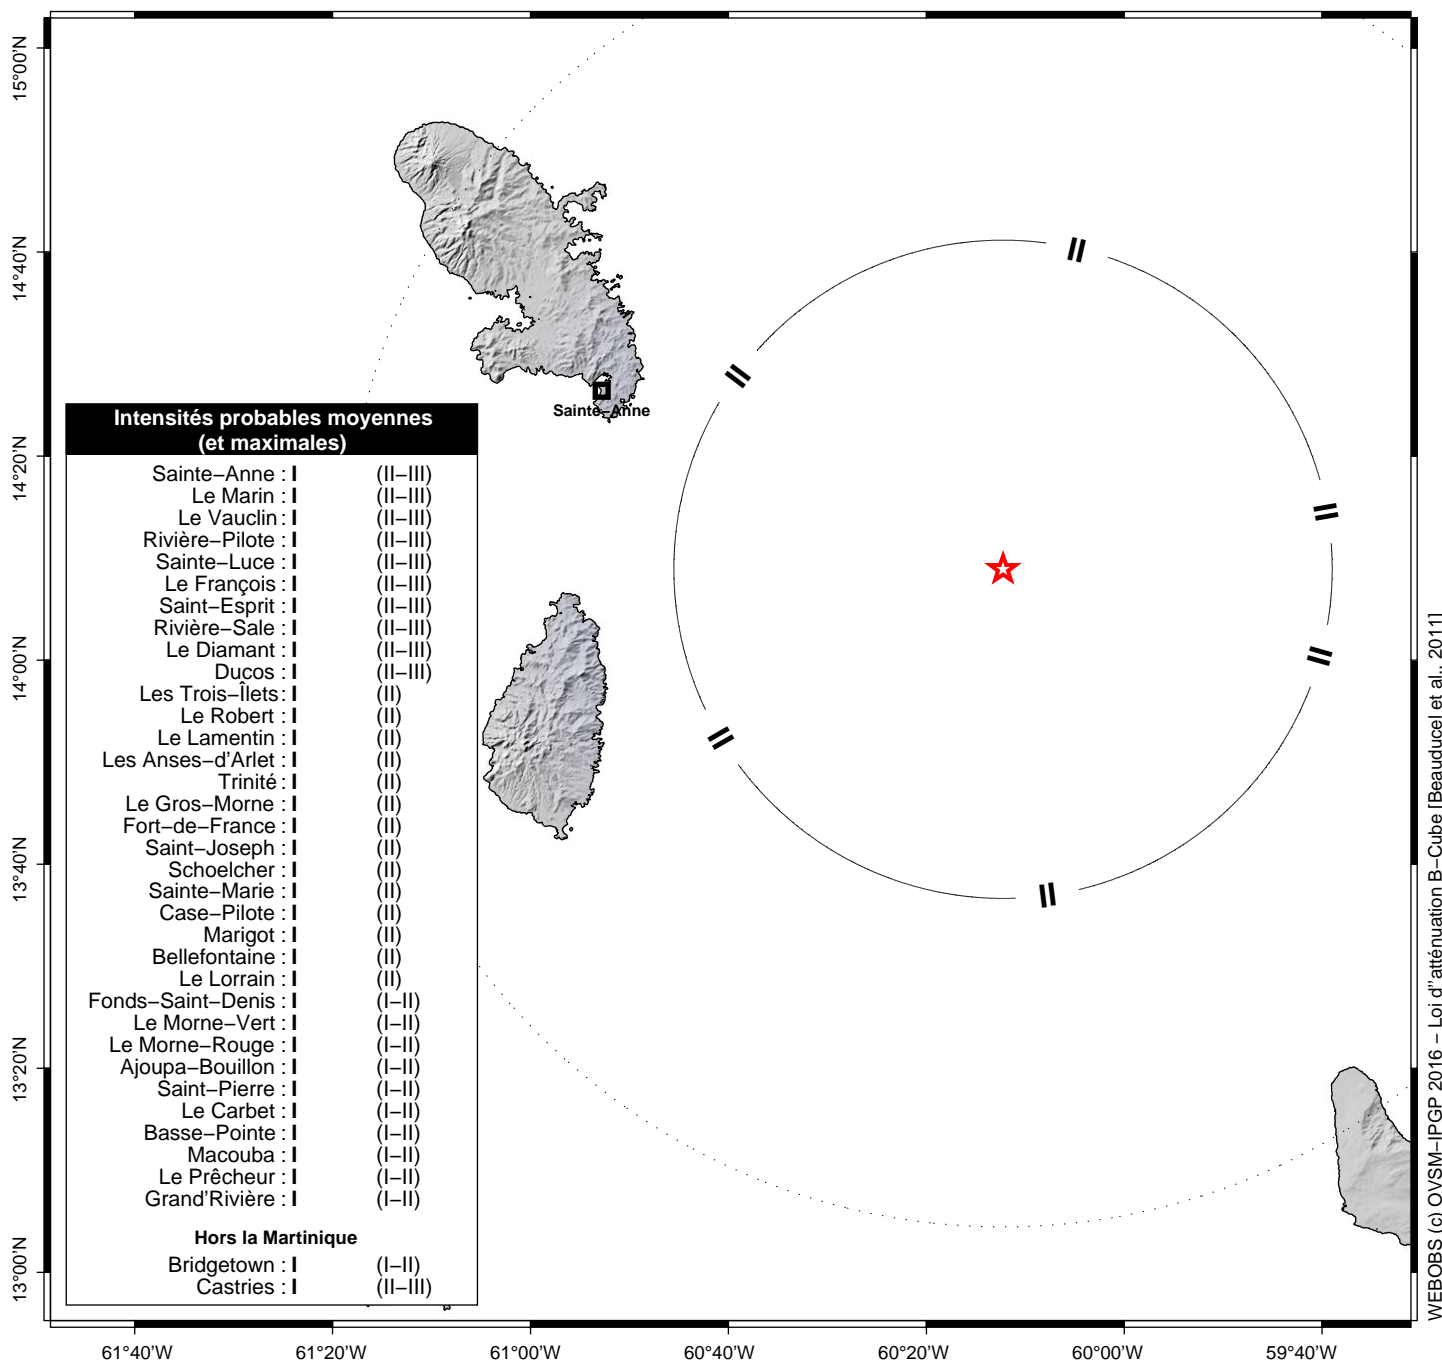 15°00'N
14°40'N
14°20'N
14°00'N
13°40'N
13°20'N
13°00'N
II
II
II
II
II
II
Sainte–Anne
Intensités probables moyennes
(et maximales)
Sainte–Anne : I (II–III)
Le Marin : I (II–III)
Le Vauclin : I (II–III)
Rivière–Pilote : I (II–III)
Sainte–Luce : I (II–III)
Le François : I (II–III)
Saint–Esprit : I (II–III)
Rivière–Sale : I (II–III)
Le Diamant : I (II–III)
Ducos : I (II–III)
Les Trois–Îlets : I (II)
Le Robert : I (II)
Le Lamentin : I (II)
Les Anses–d'Arlet : I (II)
Trinité : I (II)
Le Gros–Morne : I (II)
Fort–de–France : I (II)
Saint–Joseph : I (II)
Schoelcher : I (II)
Sainte–Marie : I (II)
Case–Pilote : I (II)
Marigot : I (II)
Bellefontaine : I (II)
Le Lorrain : I (II)
Fonds–Saint–Denis : I (I–II)
Le Morne–Vert : I (I–II)
Le Morne–Rouge : I (I–II)
Ajoupa–Bouillon : I (I–II)
Saint–Pierre : I (I–II)
Le Carbet : I (I–II)
Basse–Pointe : I (I–II)
Macouba : I (I–II)
Le Prêcheur : I (I–II)
Grand'Rivière : I (I–II)
Hors la Martinique
Bridgetown : I (I–II)
Castries : I (II–III)
61°40'W 61°20'W 61°00'W 60°40'W 60°20'W 60°00'W 59°40'W
WEBOBS (c) OVSM–IPGP 2016 – Loi d''atténuation B–Cube [Beauducel et al., 2011]